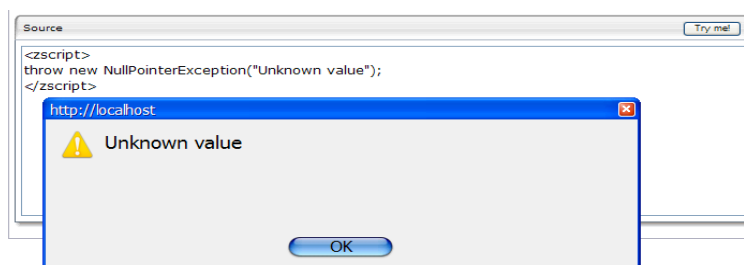 Source
Try me!
<zscript>
throw new NullPointerException("Unknown value");
</zscript>
http://localhost
Unknown value
OK